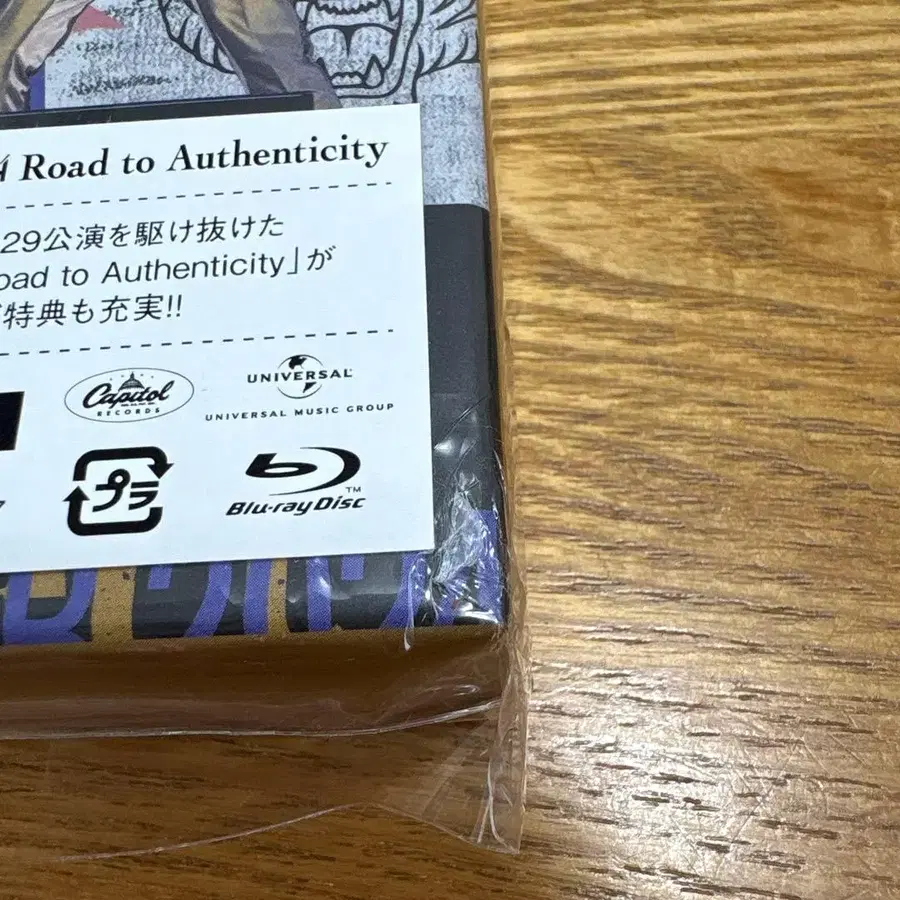 Road to Authenticity
29公演を駆け抜けた
oad to Authenticity」が
特典も充実!!
Capitol
RECORDS
UNIVERSAL
UNIVERSAL MUSIC GROUP
プラ
Blu-ray Disc
TM